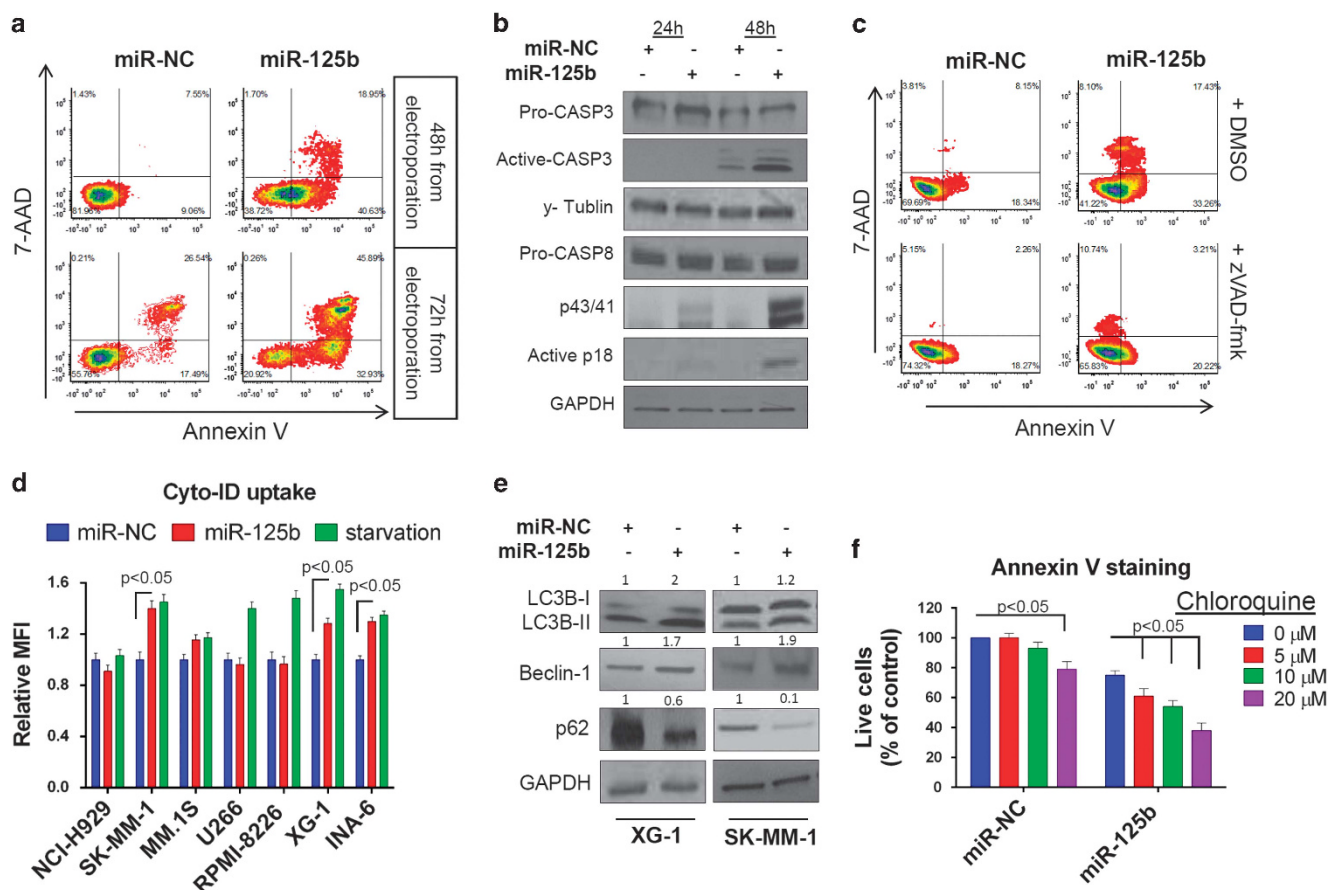 a
miR-NC
miR-125b
7-AAD
1.43%
7.55%
81.96%
9.06%
1.70%
18.95%
38.72%
40.63%
48h from
electroporation
0.21%
26.54%
55.76%
17.49%
0.26%
45.89%
20.92%
32.93%
72h from
electroporation
Annexin V
b
24h
48h
miR-NC + - + -
miR-125b - + - +
Pro-CASP3
Active-CASP3
y- Tublin
Pro-CASP8
p43/41
Active p18
GAPDH
c
miR-NC
miR-125b
7-AAD
3.81%
8.15%
69.69%
18.34%
8.10%
17.43%
41.22%
33.26%
+ DMSO
5.15%
2.26%
74.32%
18.27%
10.74%
3.21%
65.83%
20.22%
+ zVAD-fmk
Annexin V
d
Cyto-ID uptake
miR-NC
miR-125b
starvation
Relative MFI
1.6
1.2
0.8
0.4
0.0
p<0.05
p<0.05
p<0.05
NCI-H929
SK-MM-1
MM.1S
U266
RPMI-8226
XG-1
INA-6
e
miR-NC + - + -
miR-125b - + - +
1 2 1 1.2
LC3B-I
LC3B-II
1 1.7 1 1.9
Beclin-1
1 0.6 1 0.1
p62
GAPDH
XG-1
SK-MM-1
f
Annexin V staining
Chloroquine
0 µM
5 µM
10 µM
20 µM
Live cells
(% of control)
120
100
80
60
40
20
0
p<0.05
p<0.05
miR-NC
miR-125b